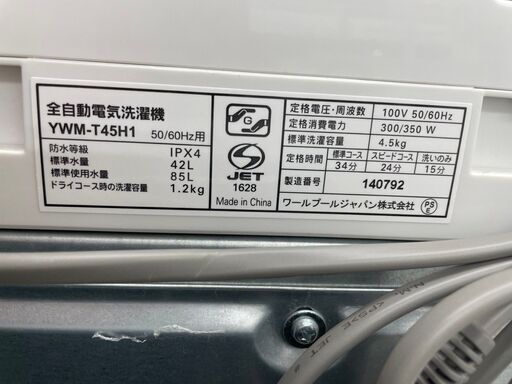 全自動電気洗濯機
YWM-T45H1 50/60Hz用
防水等級 IPX4
標準水量 42L
標準使用水量 85L
ドライコース時の洗濯容量 1.2kg
G
S
JET
1628
Made in China
定格電圧・周波数 100V 50/60Hz
定格消費電力 300/350 W
定格洗濯容量 4.5kg
定格時間 標準コース スピードコース 洗いのみ
34分 24分 15分
製造番号 140792
ワールプールジャパン株式会社
PS
E